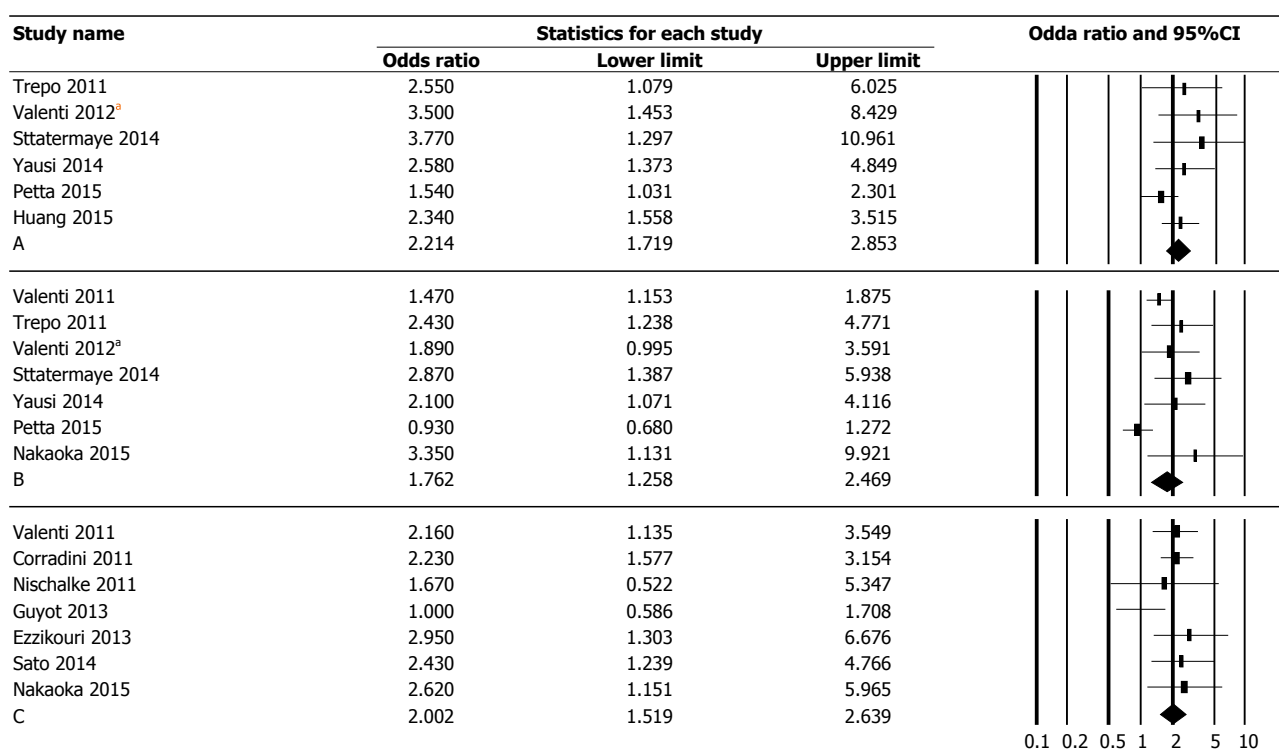 Study name Statistics for each study Odda ratio and 95%CI
Odds ratio Lower limit Upper limit
Trepo 2011 2.550 1.079 6.025
Valenti 2012a 3.500 1.453 8.429
Sttatermaye 2014 3.770 1.297 10.961
Yausi 2014 2.580 1.373 4.849
Petta 2015 1.540 1.031 2.301
Huang 2015 2.340 1.558 3.515
A 2.214 1.719 2.853
Valenti 2011 1.470 1.153 1.875
Trepo 2011 2.430 1.238 4.771
Valenti 2012a 1.890 0.995 3.591
Sttatermaye 2014 2.870 1.387 5.938
Yausi 2014 2.100 1.071 4.116
Petta 2015 0.930 0.680 1.272
Nakaoka 2015 3.350 1.131 9.921
B 1.762 1.258 2.469
Valenti 2011 2.160 1.135 3.549
Corradini 2011 2.230 1.577 3.154
Nischalke 2011 1.670 0.522 5.347
Guyot 2013 1.000 0.586 1.708
Ezzikouri 2013 2.950 1.303 6.676
Sato 2014 2.430 1.239 4.766
Nakaoka 2015 2.620 1.151 5.965
C 2.002 1.519 2.639
0.1 0.2 0.5 1 2 5 10